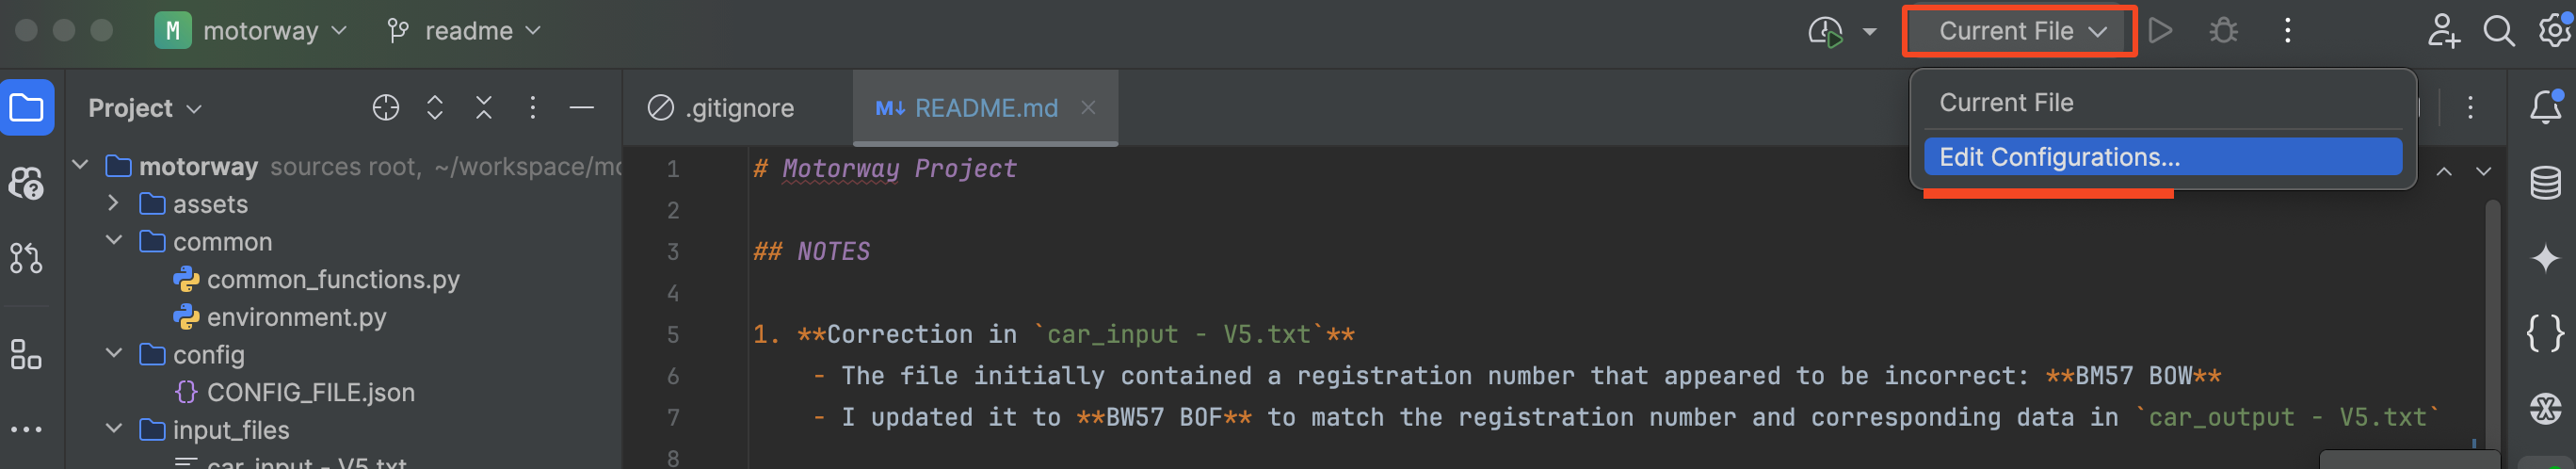 M motorway readme Current File
Project .gitignore M↓ README.md Current File
Edit Configurations...
motorway sources root, ~/workspace/mo
assets
common
common_functions.py
environment.py
config
{} CONFIG_FILE.json
input_files
car_input - V5.txt
1 # Motorway Project
2
3 ## NOTES
4
5 1. **Correction in `car_input - V5.txt`**
6 - The file initially contained a registration number that appeared to be incorrect: **BM57 BOW**
7 - I updated it to **BW57 BOF** to match the registration number and corresponding data in `car_output - V5.txt`
8